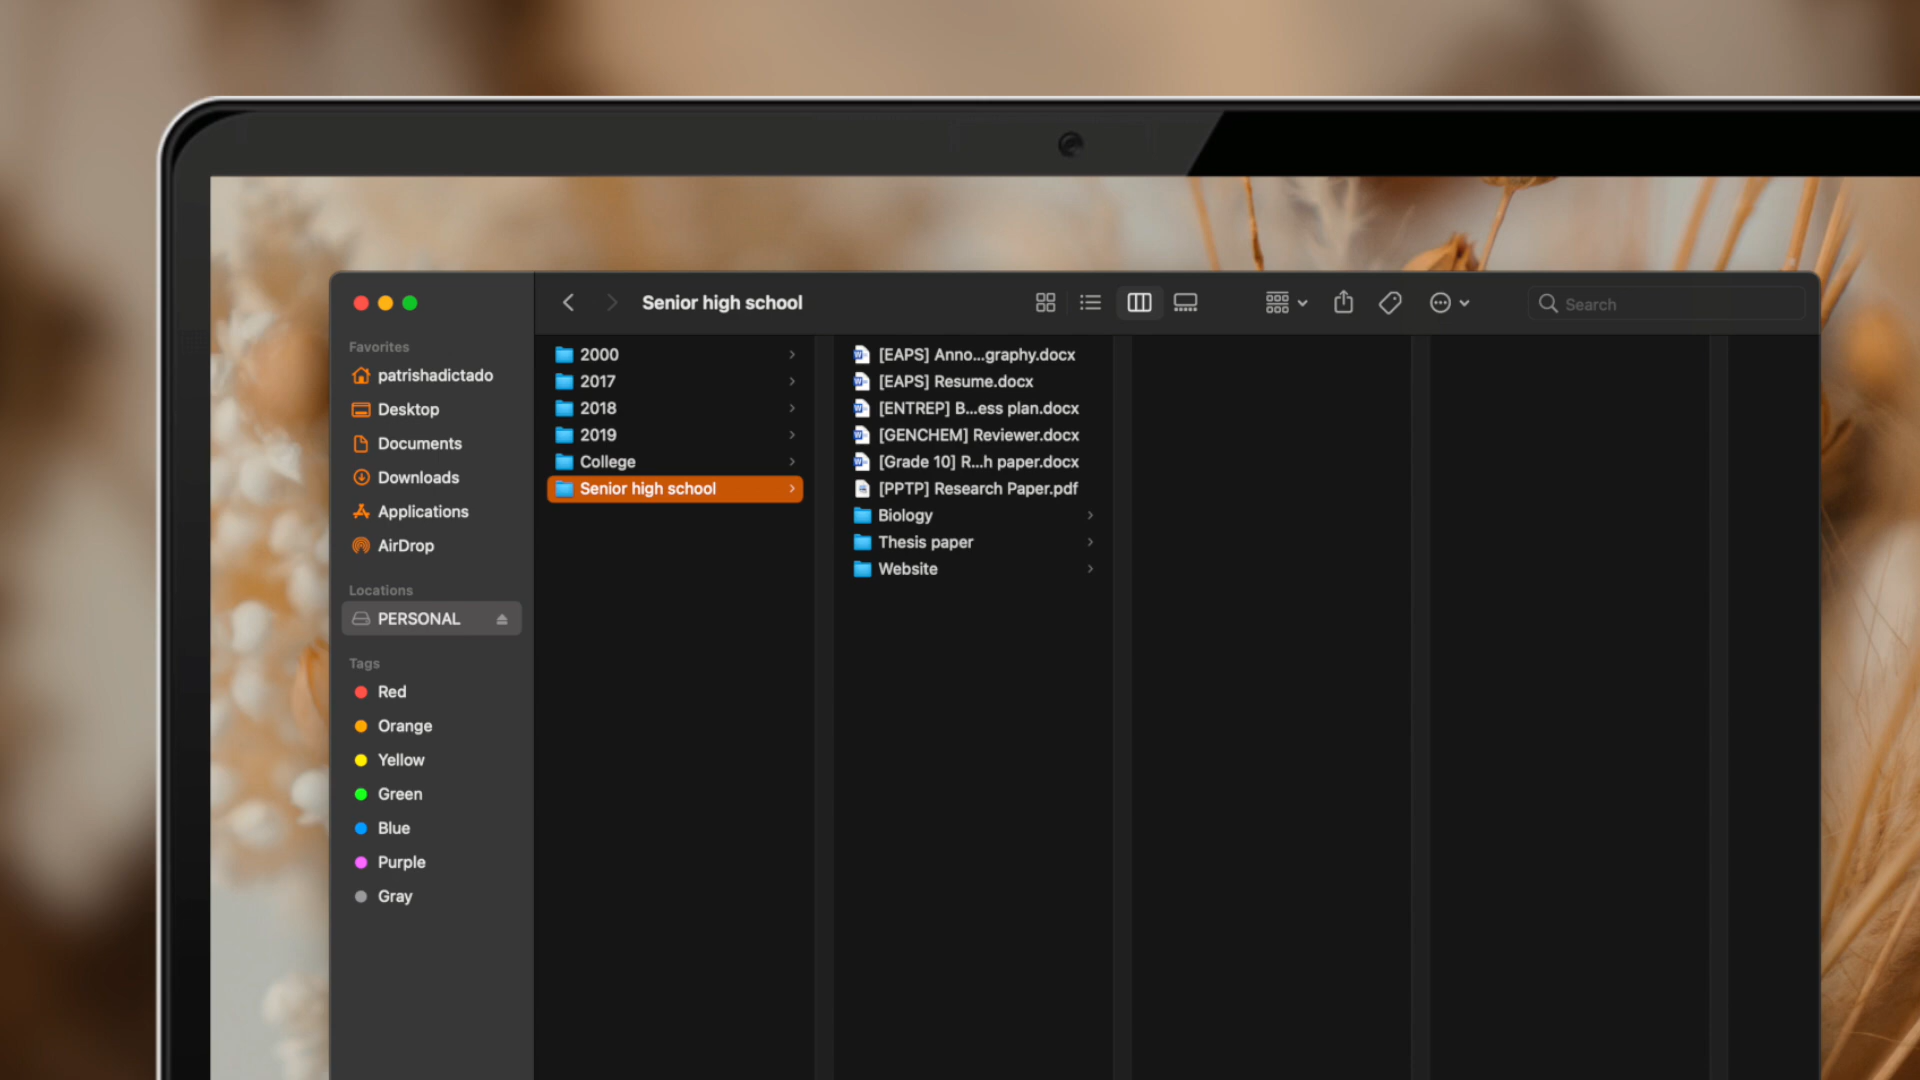 Senior high school
Search
Favorites
patrishadictado
Desktop
Documents
Downloads
Applications
AirDrop
Locations
PERSONAL
Tags
Red
Orange
Yellow
Green
Blue
Purple
Gray
2000
2017
2018
2019
College
Senior high school
[EAPS] Anno...graphy.docx
[EAPS] Resume.docx
[ENTREP] B...ess plan.docx
[GENCHEM] Reviewer.docx
[Grade 10] R...h paper.docx
[PPTP] Research Paper.pdf
Biology
Thesis paper
Website